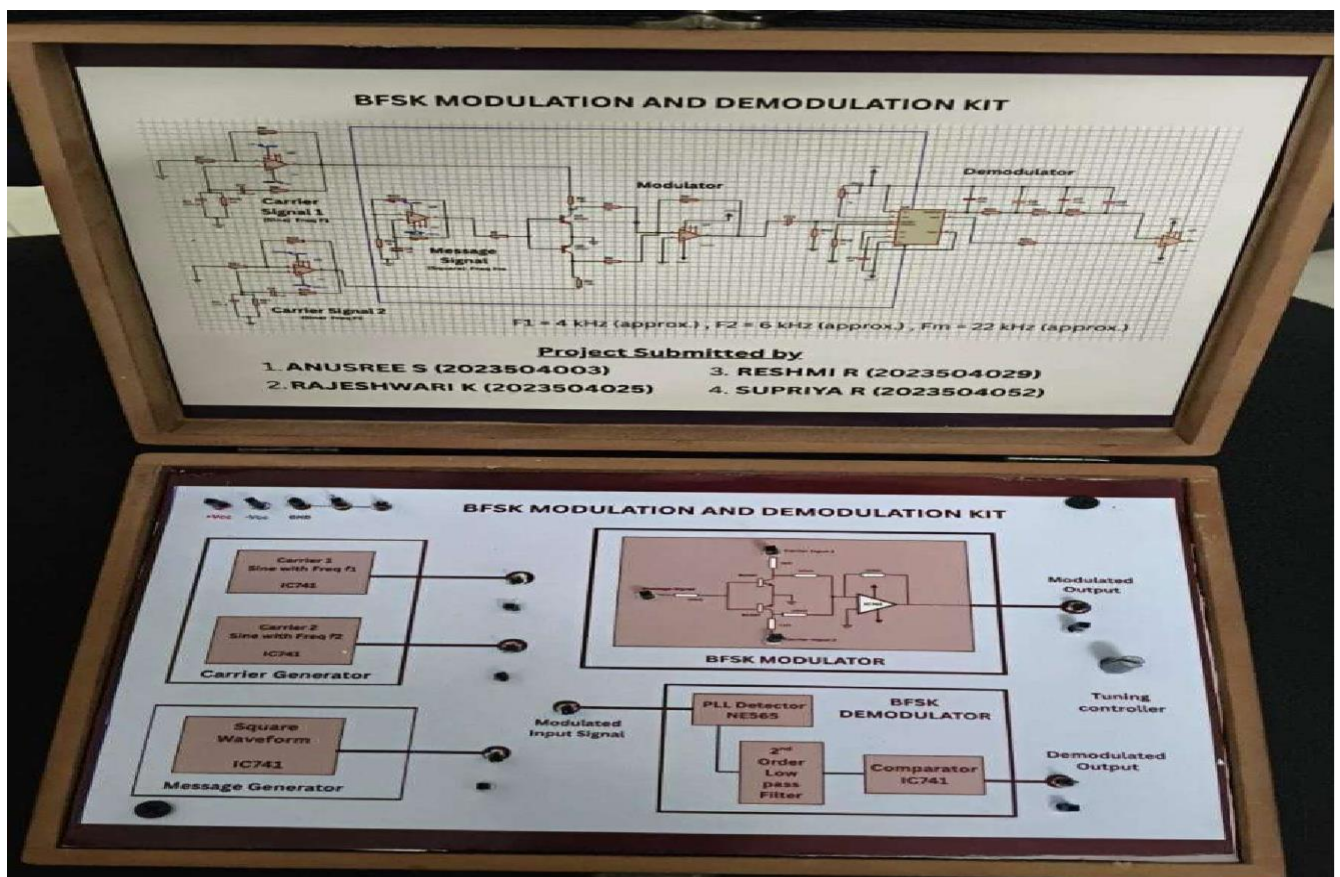 BFSK MODULATION AND DEMODULATION KIT
Carrier
Signal 1
Message
Signal
Modulator
Demodulator
Carrier Signal 2
F1 = 4 kHz (approx.) , F2 = 6 kHz (approx.) , Fm = 22 kHz (approx.)
Project Submitted by
1. ANUSREE S (2023504003)
2. RAJESHWARI K (2023504025)
3. RESHMI R (2023504029)
4. SUPRIYA R (2023504052)
+Vcc -Vcc GND
BFSK MODULATION AND DEMODULATION KIT
Carrier 1
Sine with Freq f1
IC741
Carrier 2
Sine with Freq f2
IC741
Carrier Generator
Square
Waveform
IC741
Message Generator
BFSK MODULATOR
Modulated
Output
Tuning
controller
Modulated
Input Signal
PLL Detector
NE565
BFSK
DEMODULATOR
2nd
Order
Low
pass
Filter
Comparator
IC741
Demodulated
Output